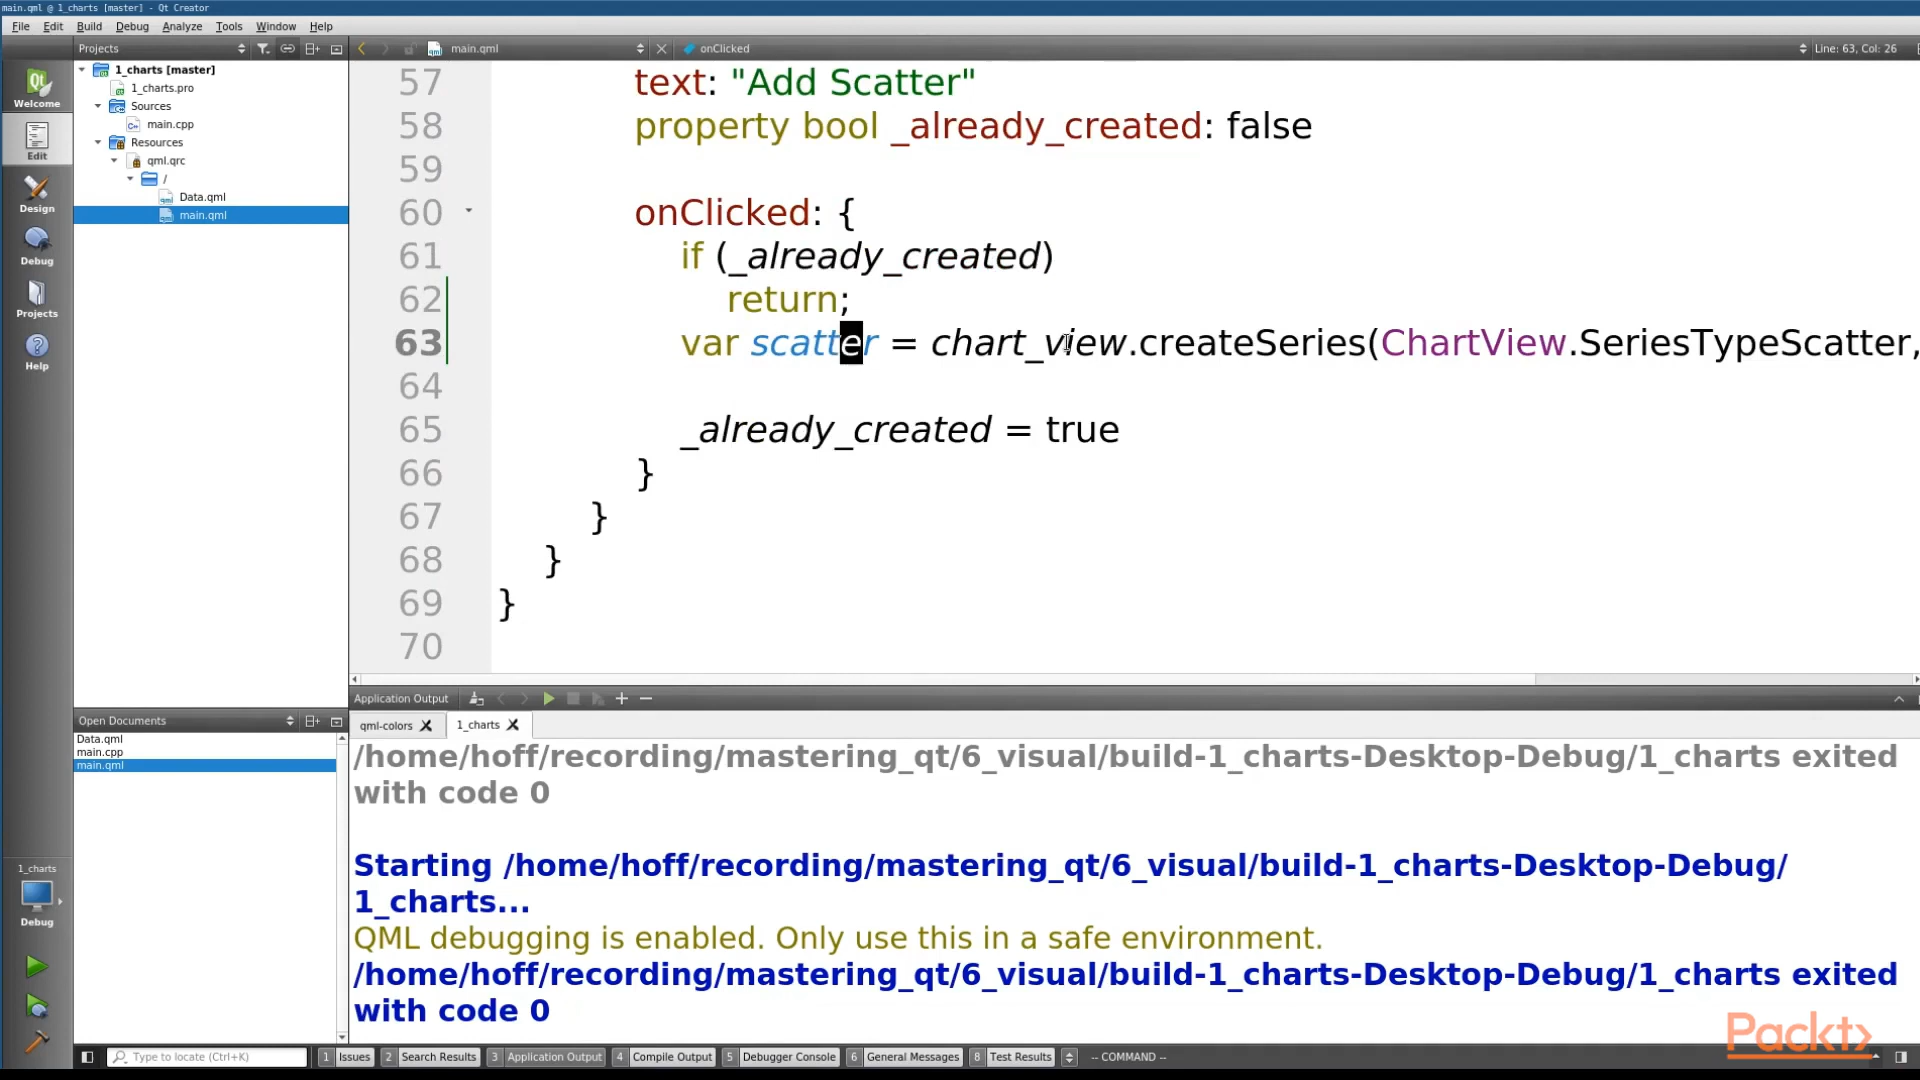 main.qml @ 1_charts [master] - Qt Creator
File Edit Build Debug Analyze Tools Window Help
Projects
main.qml
onClicked
Line: 63, Col: 26
Welcome
Edit
Design
Debug
Projects
Help
1_charts [master]
1_charts.pro
Sources
main.cpp
Resources
qml.qrc
/
Data.qml
main.qml
57 text: "Add Scatter"
58 property bool _already_created: false
59
60 onClicked: {
61 if (_already_created)
62 return;
63 var scatter = chart_view.createSeries(ChartView.SeriesTypeScatter,
64
65 _already_created = true
66 }
67 }
68 }
69 }
70
Open Documents
Data.qml
main.cpp
main.qml
1_charts
Debug
Application Output
qml-colors
1_charts
/home/hoff/recording/mastering_qt/6_visual/build-1_charts-Desktop-Debug/1_charts exited
with code 0
Starting /home/hoff/recording/mastering_qt/6_visual/build-1_charts-Desktop-Debug/
1_charts...
QML debugging is enabled. Only use this in a safe environment.
/home/hoff/recording/mastering_qt/6_visual/build-1_charts-Desktop-Debug/1_charts exited
with code 0
Packt>
Type to locate (Ctrl+K) 1 Issues 2 Search Results 3 Application Output 4 Compile Output 5 Debugger Console 6 General Messages 8 Test Results -- COMMAND --